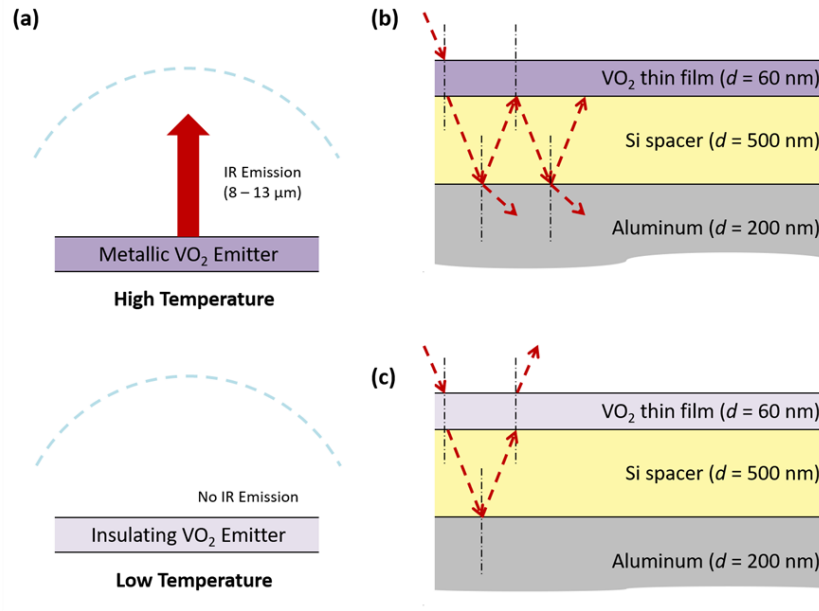 (a)
IR Emission
(8 – 13 µm)
Metallic VO₂ Emitter
High Temperature
No IR Emission
Insulating VO₂ Emitter
Low Temperature
(b)
VO₂ thin film (d = 60 nm)
Si spacer (d = 500 nm)
Aluminum (d = 200 nm)
(c)
VO₂ thin film (d = 60 nm)
Si spacer (d = 500 nm)
Aluminum (d = 200 nm)